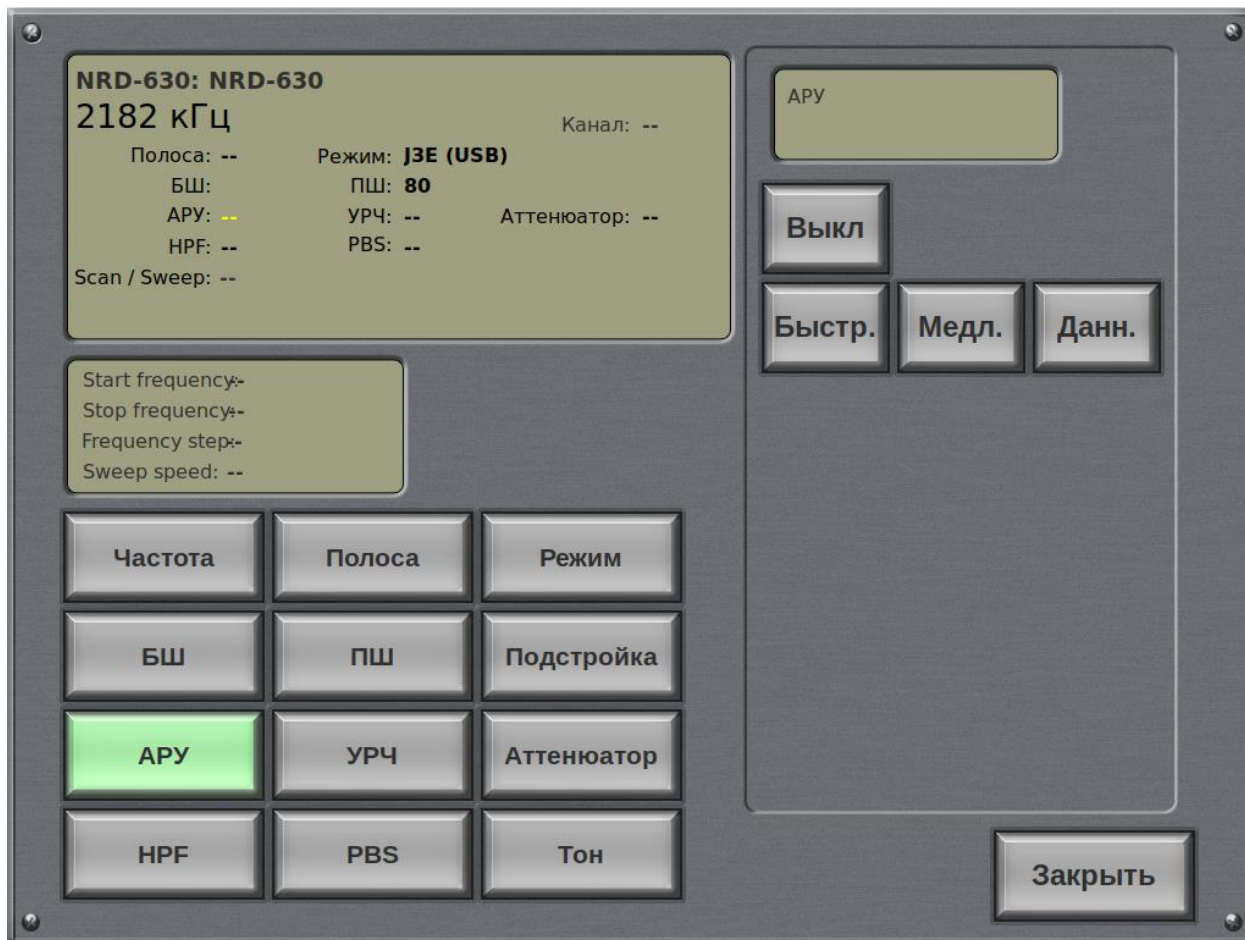 NRD-630: NRD-630
2182 кГц
Канал: --
Полоса: -- Режим: J3E (USB)
БШ: ПШ: 80
АРУ: -- УРЧ: -- Аттенюатор: --
HPF: -- PBS: --
Scan / Sweep: --
Start frequency: --
Stop frequency: --
Frequency step: --
Sweep speed: --
Частота Полоса Режим
БШ ПШ Подстройка
АРУ УРЧ Аттенюатор
HPF PBS Тон
АРУ
Выкл
Быстр. Медл. Данн.
Закрыть